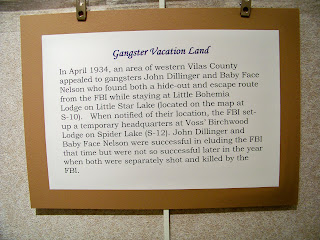 Gangster Vacation Land
In April 1934, an area of western Vilas County
appealed to gangsters John Dillinger and Baby Face
Nelson who found both a hide-out and escape route
from the FBI while staying at Little Bohemia
Lodge on Little Star Lake (located on the map at
S-10). When notified of their location, the FBI set-
up a temporary headquarters at Voss' Birchwood
Lodge on Spider Lake (S-12). John Dillinger and
Baby Face Nelson were successful in eluding the FBI
that time but were not so successful later in the year
when both were separately shot and killed by the
FBI.